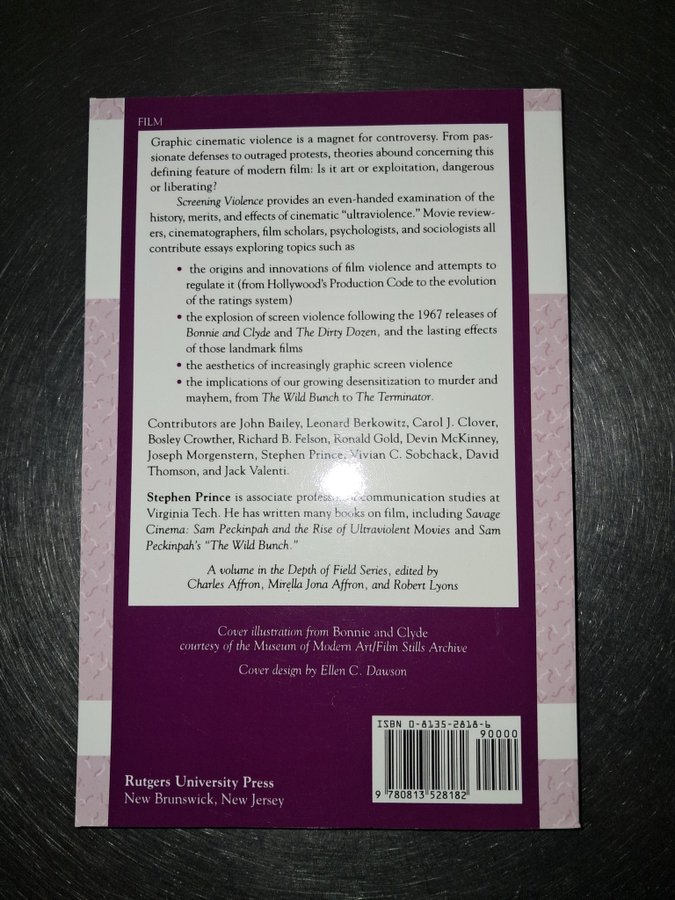 FILM
Graphic cinematic violence is a magnet for controversy. From pas-
sionate defenses to outraged protests, theories abound concerning this
defining feature of modern film: Is it art or exploitation, dangerous
or liberating?
Screening Violence provides an even-handed examination of the
history, merits, and effects of cinematic “ultraviolence.” Movie review-
ers, cinematographers, film scholars, psychologists, and sociologists all
contribute essays exploring topics such as
• the origins and innovations of film violence and attempts to
regulate it (from Hollywood's Production Code to the evolution
of the ratings system)
• the explosion of screen violence following the 1967 releases of
Bonnie and Clyde and The Dirty Dozen, and the lasting effects
of those landmark films
• the aesthetics of increasingly graphic screen violence
• the implications of our growing desensitization to murder and
mayhem, from The Wild Bunch to The Terminator.
Contributors are John Bailey, Leonard Berkowitz, Carol J. Clover,
Bosley Crowther, Richard B. Felson, Ronald Gold, Devin McKinney,
Joseph Morgenstern, Stephen Prince, Vivian C. Sobchack, David
Thomson, and Jack Valenti.
Stephen Prince is associate communication studies at
Virginia Tech. He has written many books on film, including Savage
Cinema: Sam Peckinpah and the Rise of Ultraviolent Movies and Sam
Peckinpah's “The Wild Bunch.”
A volume in the Depth of Field Series, edited by
Charles Affron, Mirella Jona Affron, and Robert Lyons
Cover illustration from Bonnie and Clyde
courtesy of the Museum of Modern Art/Film Stills Archive
Cover design by Ellen C. Dawson
ISBN 0-8135-2818-6
90000
9 780813 528182
Rutgers University Press
New Brunswick, New Jersey